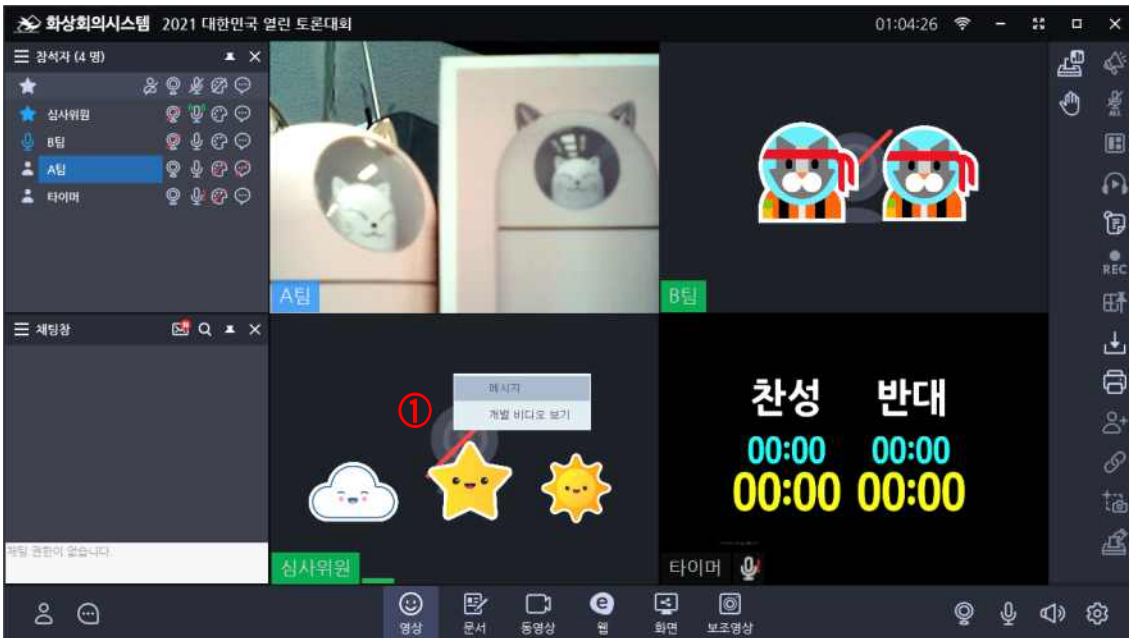 화상회의시스템 2021 대한민국 열린 토론대회
01:04:26
참석자 (4 명)
심사위원
B팀
A팀
타이머
ALL
REC
A팀
B팀
채팅창
채팅 권한이 없습니다.
①
메시지
개별 비디오 보기
심사위원
찬성 반대
00:00 00:00
00:00 00:00
타이머
영상 문서 동영상 웹 화면 보조영상